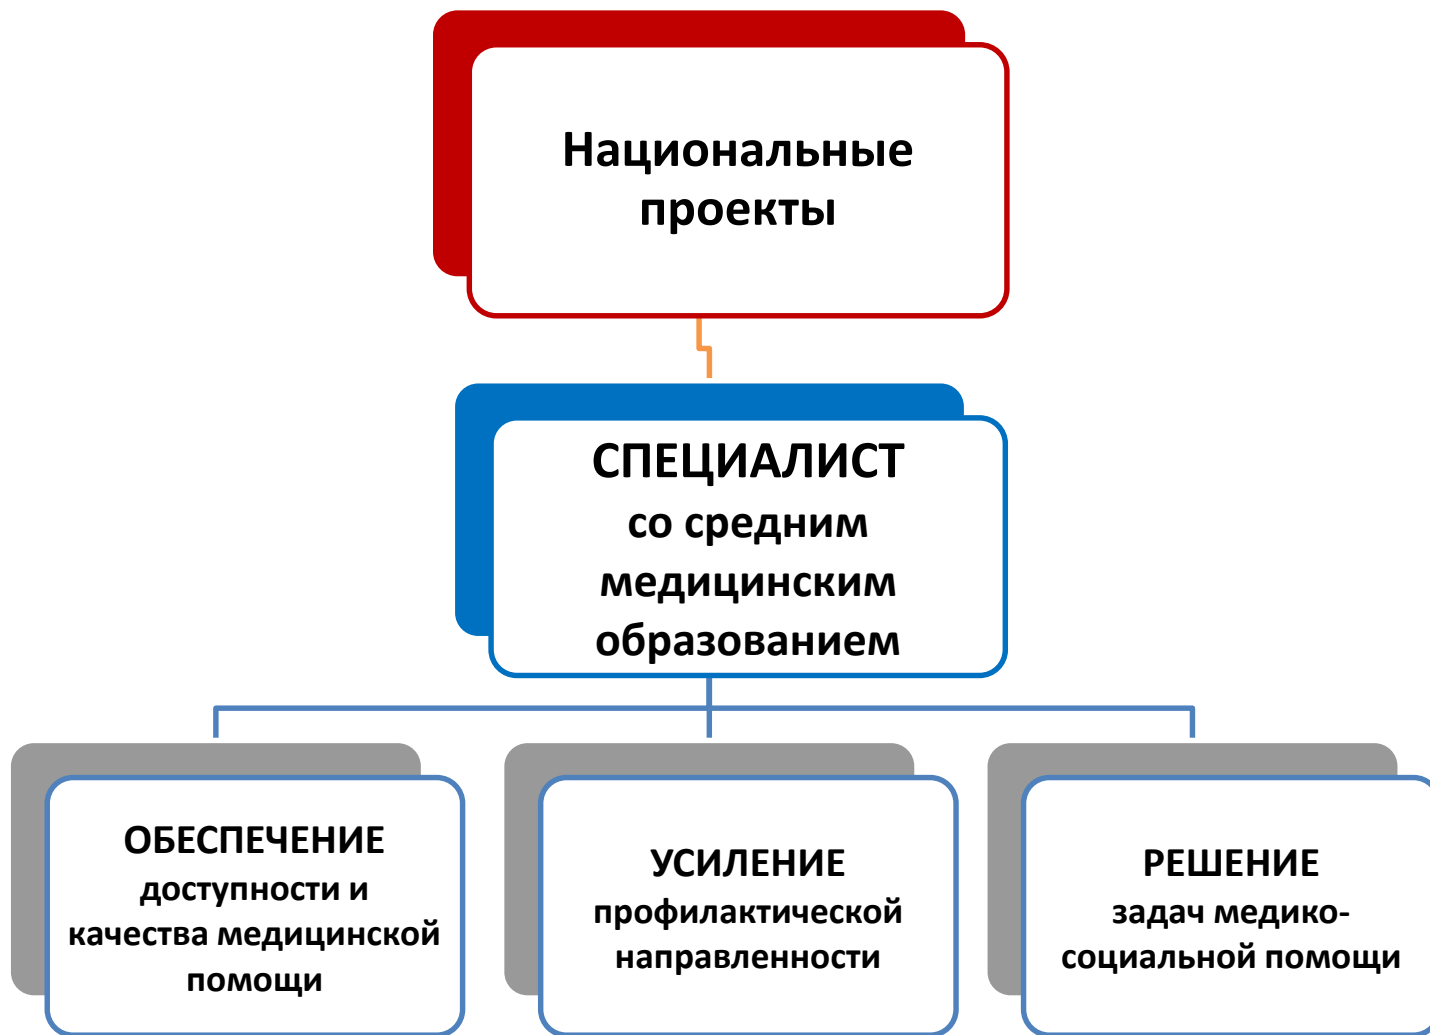 Национальные
проекты
СПЕЦИАЛИСТ
со средним
медицинским
образованием
ОБЕСПЕЧЕНИЕ
доступности и
качества медицинской
помощи
УСИЛЕНИЕ
профилактической
направленности
РЕШЕНИЕ
задач медико-
социальной помощи